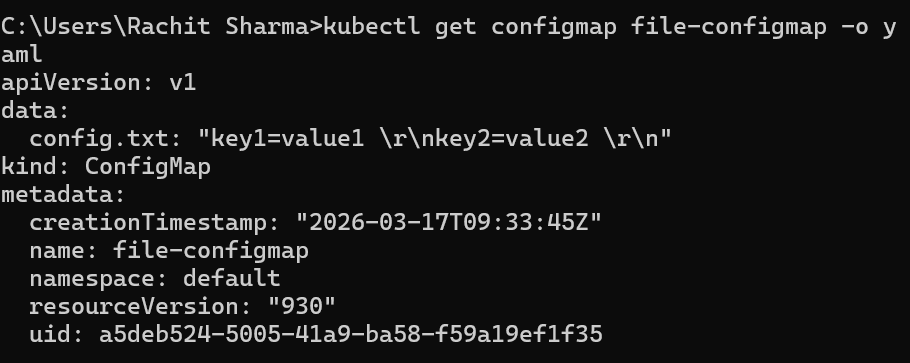 C:\Users\Rachit Sharma>kubectl get configmap file-configmap -o y
aml
apiVersion: v1
data:
  config.txt: "key1=value1 \r\nkey2=value2 \r\n"
kind: ConfigMap
metadata:
  creationTimestamp: "2026-03-17T09:33:45Z"
  name: file-configmap
  namespace: default
  resourceVersion: "930"
  uid: a5deb524-5005-41a9-ba58-f59a19ef1f35